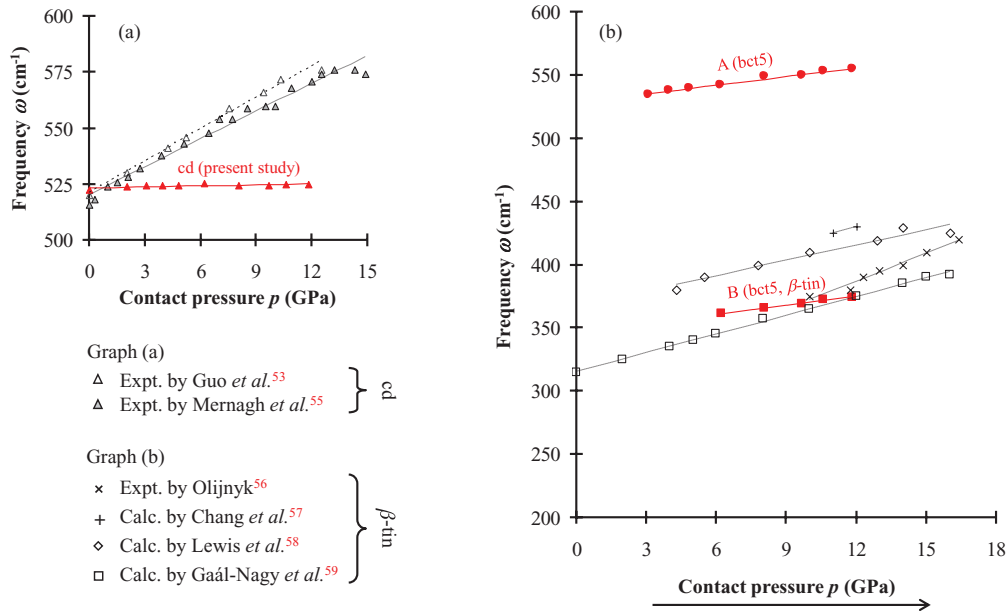 (a)
Frequency ω (cm-1)
600
575
550
525
500
cd (present study)
0 3 6 9 12 15
Contact pressure p (GPa)
Graph (a)
Expt. by Guo et al.53
Expt. by Mernagh et al.55
cd
Graph (b)
Expt. by Olijnyk56
Calc. by Chang et al.57
Calc. by Lewis et al.58
Calc. by Gaál-Nagy et al.59
β-tin
(b)
Frequency ω (cm-1)
600
550
500
450
400
350
300
250
200
A (bct5)
B (bct5, β-tin)
0 3 6 9 12 15 18
Contact pressure p (GPa)